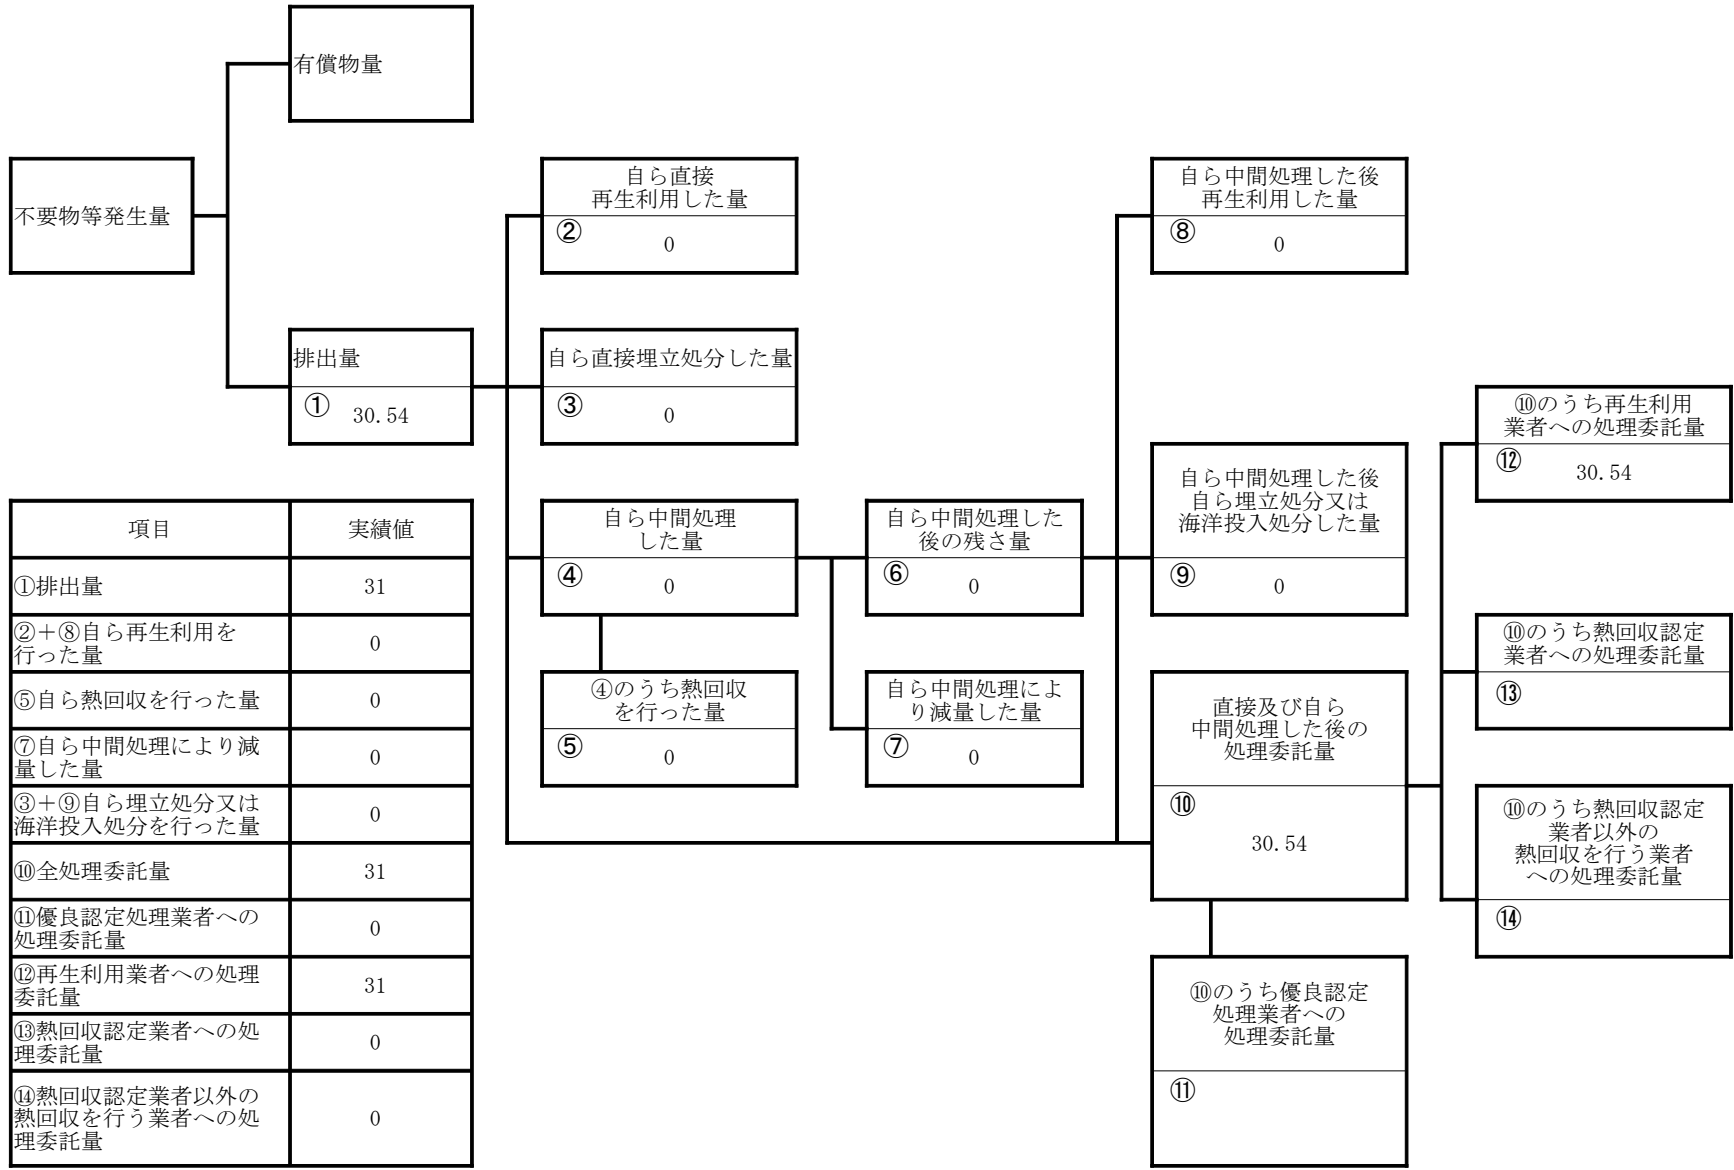 有償物量
不要物等発生量
自ら直接
再生利用した量
②
0
自ら中間処理した後
再生利用した量
⑧
0
排出量
①
30.54
自ら直接埋立処分した量
③
0
⑩のうち再生利用
業者への処理委託量
⑫
30.54
自ら中間処理
した量
④
0
自ら中間処理した
後の残さ量
⑥
0
自ら中間処理した後
自ら埋立処分又は
海洋投入処分した量
⑨
0
⑩のうち熱回収認定
業者への処理委託量
⑬
④のうち熱回収
を行った量
⑤
0
自ら中間処理によ
り減量した量
⑦
0
直接及び自ら
中間処理した後の
処理委託量
⑩
30.54
⑩のうち熱回収認定
業者以外の
熱回収を行う業者
への処理委託量
⑭
⑩のうち優良認定
処理業者への
処理委託量
⑪
項目 実績値
①排出量 31
②＋⑧自ら再生利用を
行った量 0
⑤自ら熱回収を行った量 0
⑦自ら中間処理により減
量した量 0
③＋⑨自ら埋立処分又は
海洋投入処分を行った量 0
⑩全処理委託量 31
⑪優良認定処理業者への
処理委託量 0
⑫再生利用業者への処理
委託量 31
⑬熱回収認定業者への処
理委託量 0
⑭熱回収認定業者以外の
熱回収を行う業者への処
理委託量 0